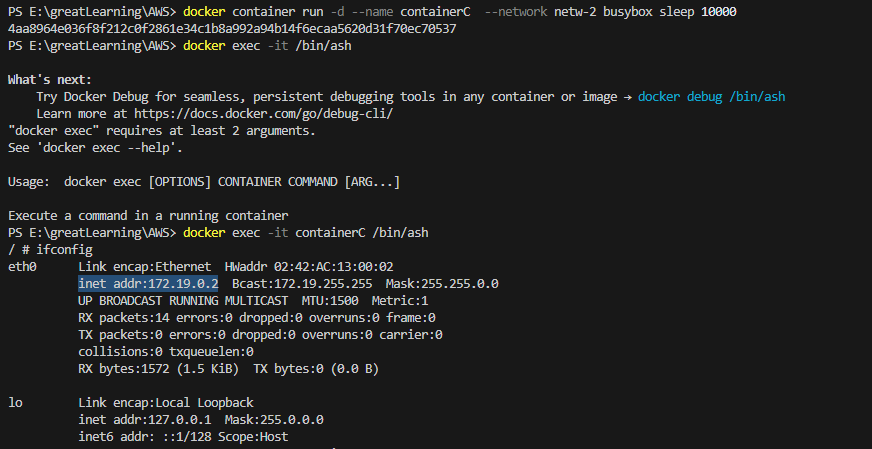 PS E:\greatLearning\AWS> docker container run -d --name containerC  --network netw-2 busybox sleep 10000
4aa8964e036f8f212c0f2861e34c1b8a992a94b14f6ecaa5620d31f70ec70537
PS E:\greatLearning\AWS> docker exec -it /bin/ash
What's next:
    Try Docker Debug for seamless, persistent debugging tools in any container or image → docker debug /bin/ash
    Learn more at https://docs.docker.com/go/debug-cli/
"docker exec" requires at least 2 arguments.
See 'docker exec --help'.
Usage:  docker exec [OPTIONS] CONTAINER COMMAND [ARG...]
Execute a command in a running container
PS E:\greatLearning\AWS> docker exec -it containerC /bin/ash
/ # ifconfig
eth0      Link encap:Ethernet  HWaddr 02:42:AC:13:00:02
          inet addr:172.19.0.2  Bcast:172.19.255.255  Mask:255.255.0.0
          UP BROADCAST RUNNING MULTICAST  MTU:1500  Metric:1
          RX packets:14 errors:0 dropped:0 overruns:0 frame:0
          TX packets:0 errors:0 dropped:0 overruns:0 carrier:0
          collisions:0 txqueuelen:0
          RX bytes:1572 (1.5 KiB)  TX bytes:0 (0.0 B)
lo        Link encap:Local Loopback
          inet addr:127.0.0.1  Mask:255.0.0.0
          inet6 addr: ::1/128 Scope:Host